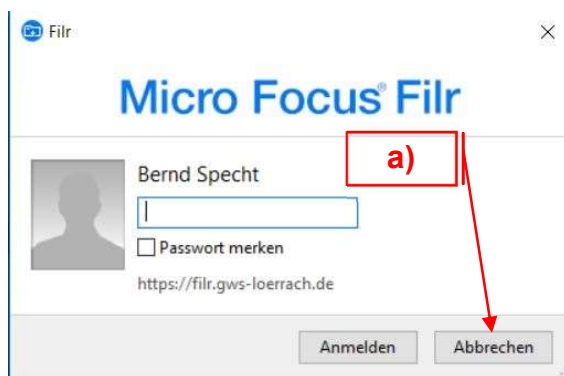 Filr
Micro Focus® Filr
a)
Bernd Specht
Passwort merken
https://filr.gws-loerrach.de
Anmelden Abbrechen